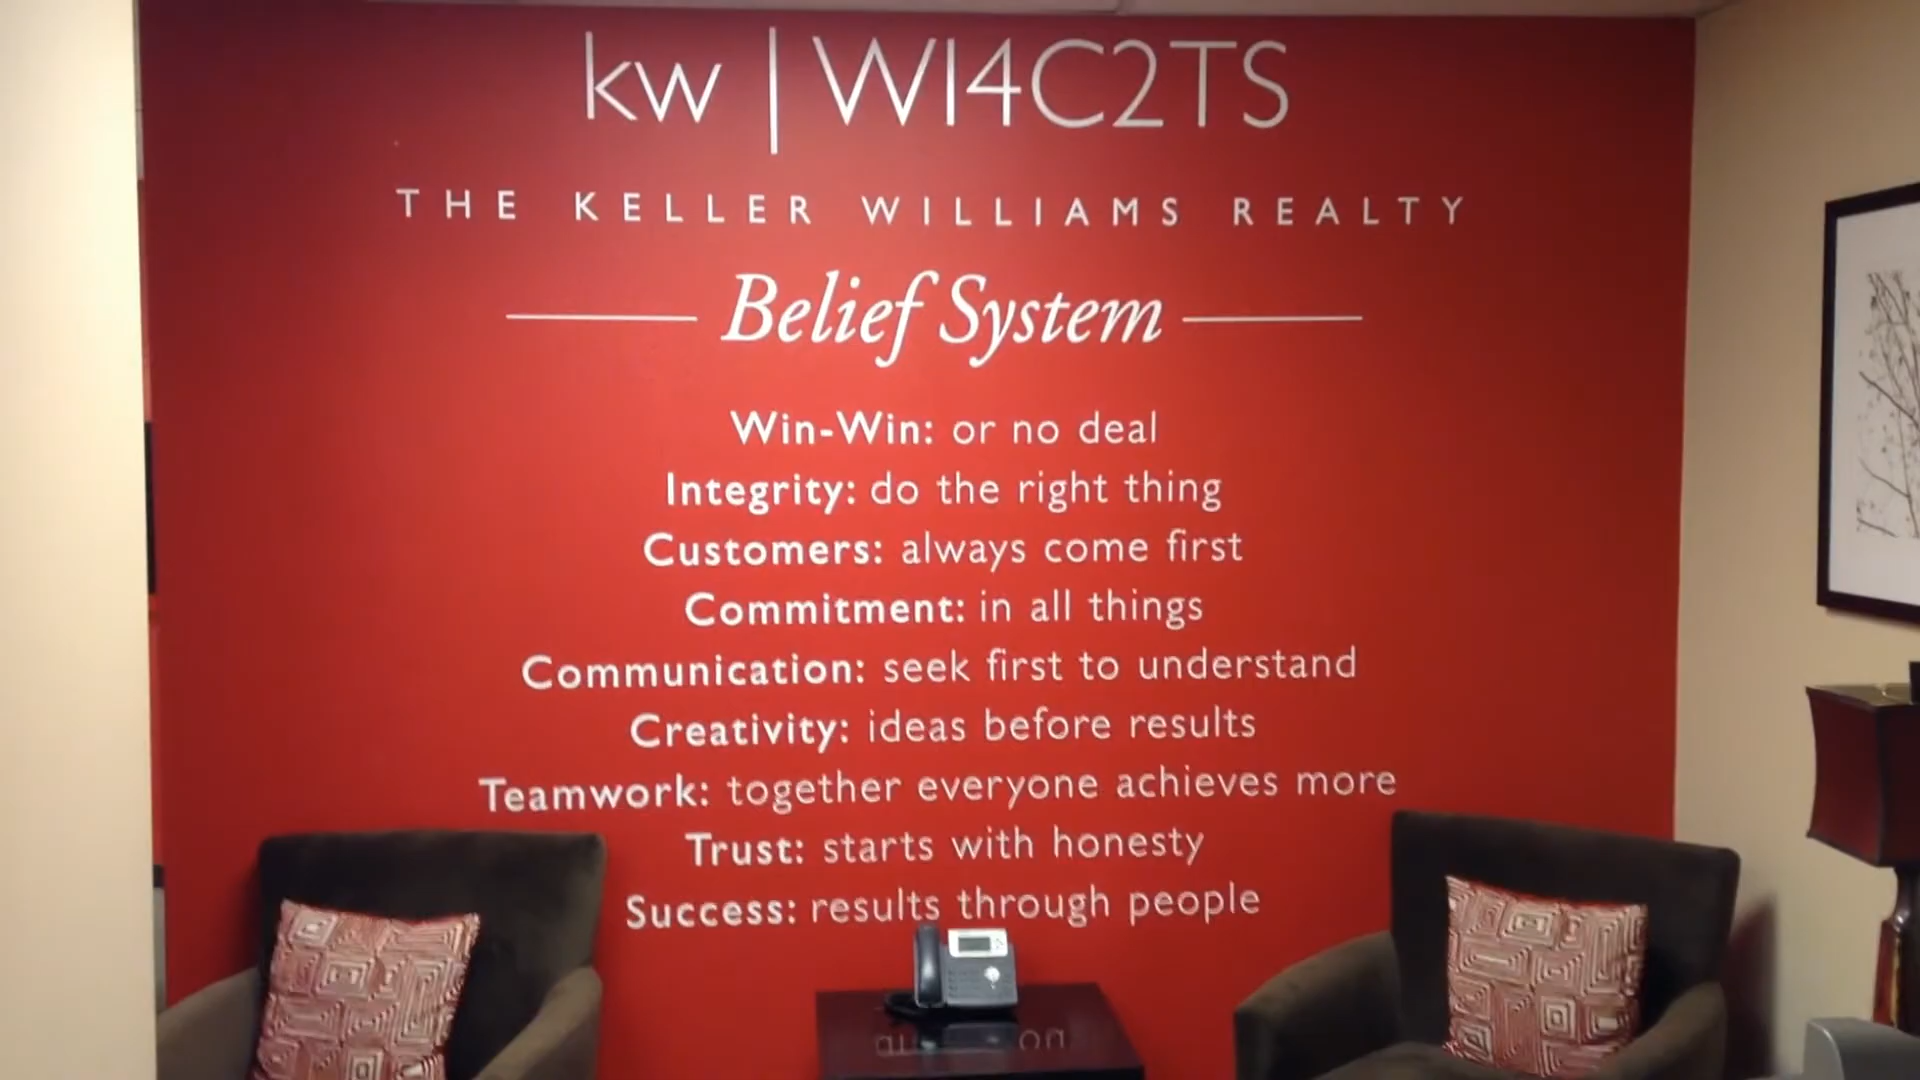 kw | WI4C2TS
THE KELLER WILLIAMS REALTY
Belief System
Win-Win: or no deal
Integrity: do the right thing
Customers: always come first
Commitment: in all things
Communication: seek first to understand
Creativity: ideas before results
Teamwork: together everyone achieves more
Trust: starts with honesty
Success: results through people